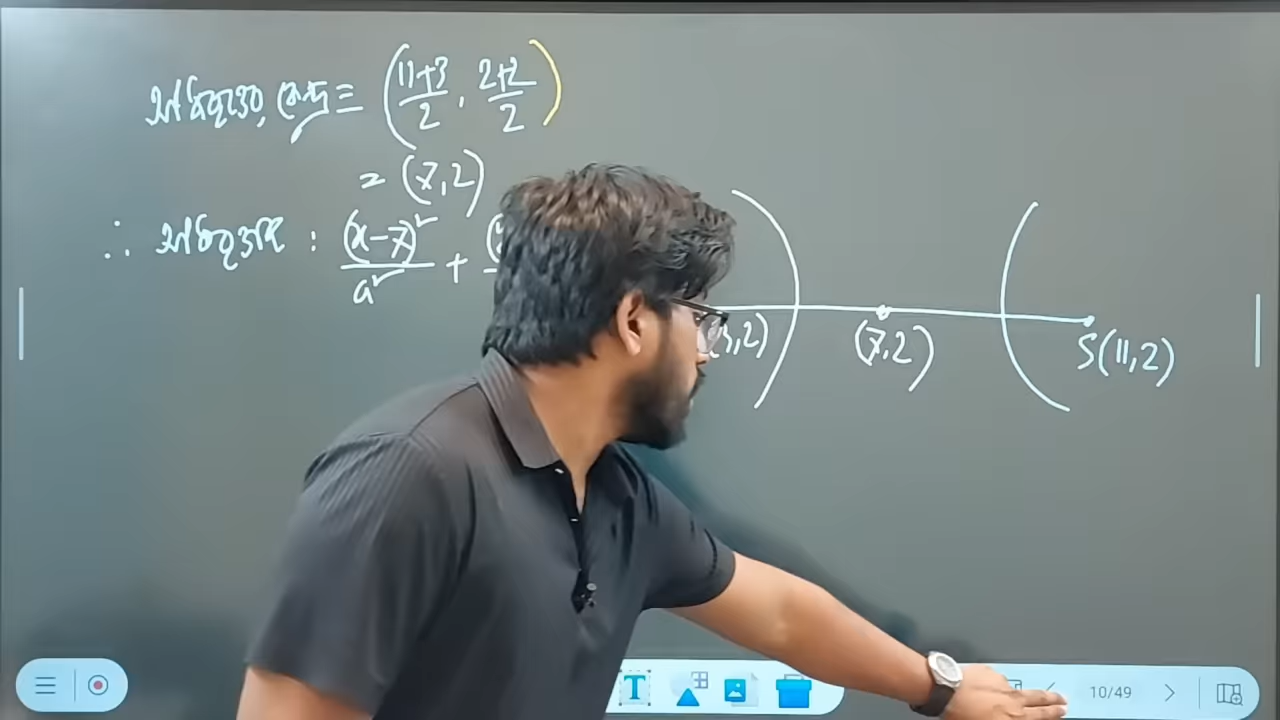 অধিবৃত্তের, কেন্দ্র ≡ (11+3/2, 2+2/2)
= (7,2)
∴ অধিবৃত্তটি : (x-7)²/a² +
(3,2)
(7,2)
S(11,2)
T
10/49